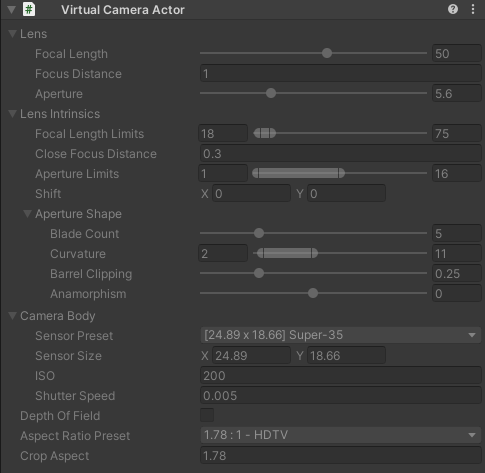 # Virtual Camera Actor
Lens
Focal Length 50
Focus Distance 1
Aperture 5.6
Lens Intrinsics
Focal Length Limits 18 75
Close Focus Distance 0.3
Aperture Limits 1 16
Shift X 0 Y 0
Aperture Shape
Blade Count 5
Curvature 2 11
Barrel Clipping 0.25
Anamorphism 0
Camera Body
Sensor Preset [24.89 x 18.66] Super-35
Sensor Size X 24.89 Y 18.66
ISO 200
Shutter Speed 0.005
Depth Of Field
Aspect Ratio Preset 1.78 : 1 - HDTV
Crop Aspect 1.78